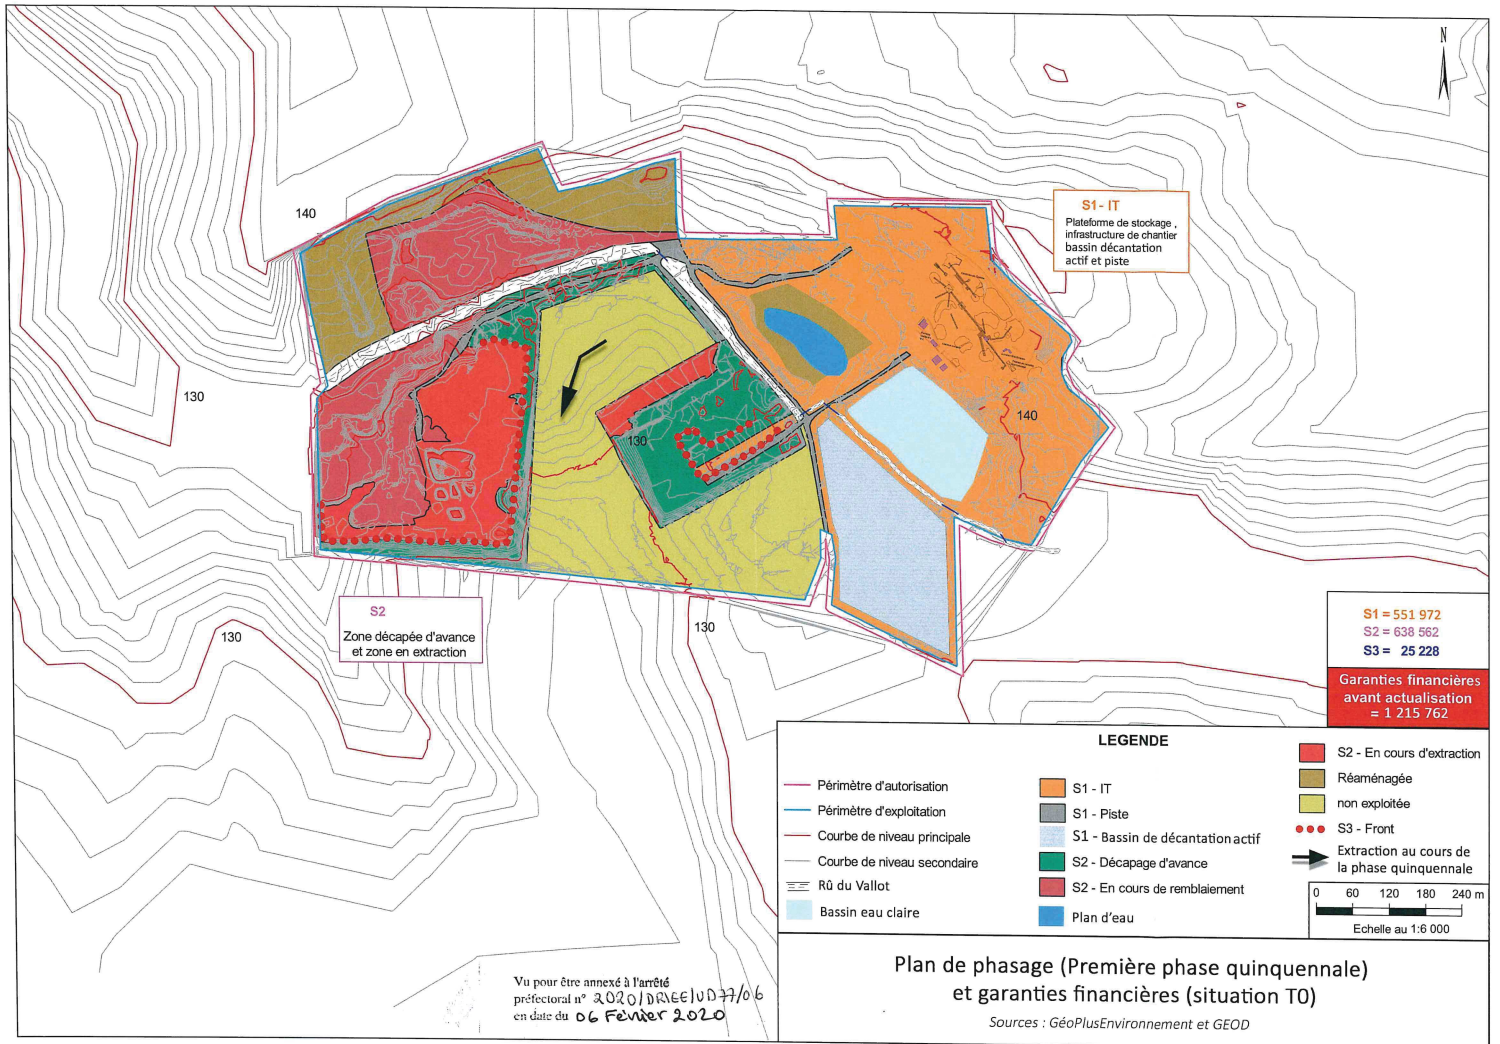 N
S1- IT
Plateforme de stockage ,
infrastructure de chantier
bassin décantation
actif et piste
140
130
140
130
S2
Zone décapée d'avance
et zone en extraction
130
130
S1 = 551 972
S2 = 638 562
S3 = 25 228
Garanties financières
avant actualisation
= 1 215 762
LEGENDE
Périmètre d'autorisation
Périmètre d'exploitation
Courbe de niveau principale
Courbe de niveau secondaire
Rû du Vallot
Bassin eau claire
S1 - IT
S1 - Piste
S1 - Bassin de décantation actif
S2 - Décapage d'avance
S2 - En cours de remblaiement
Plan d'eau
S2 - En cours d'extraction
Réaménagée
non exploitée
S3 - Front
Extraction au cours de
la phase quinquennale
0 60 120 180 240 m
Echelle au 1:6 000
Plan de phasage (Première phase quinquennale)
et garanties financières (situation T0)
Sources : GéoPlusEnvironnement et GEOD
Vu pour être annexé à l'arrêté
préfectoral n° 2020/DRIEE/UD77/06
en date du 06 Février 2020